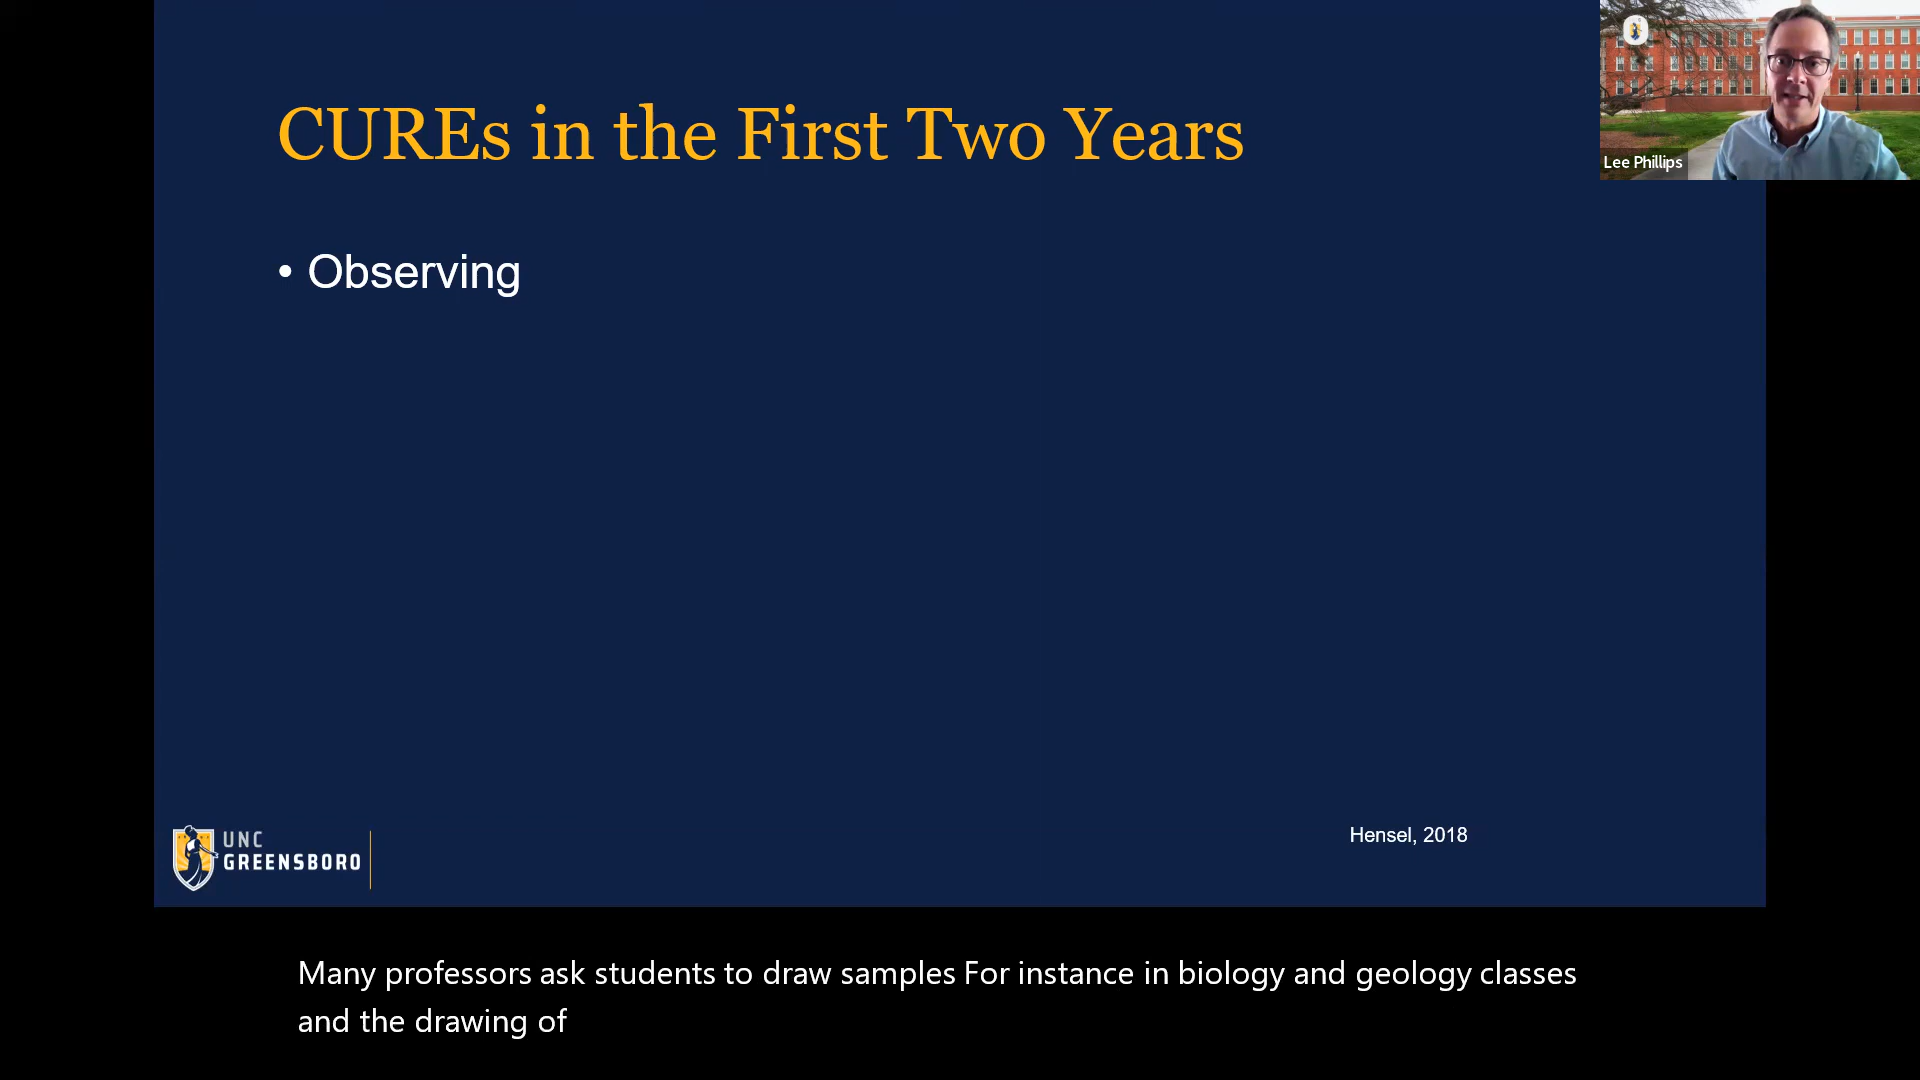 CUREs in the First Two Years
Lee Phillips
• Observing
Hensel, 2018
UNC
GREENSBORO
Many professors ask students to draw samples For instance in biology and geology classes
and the drawing of